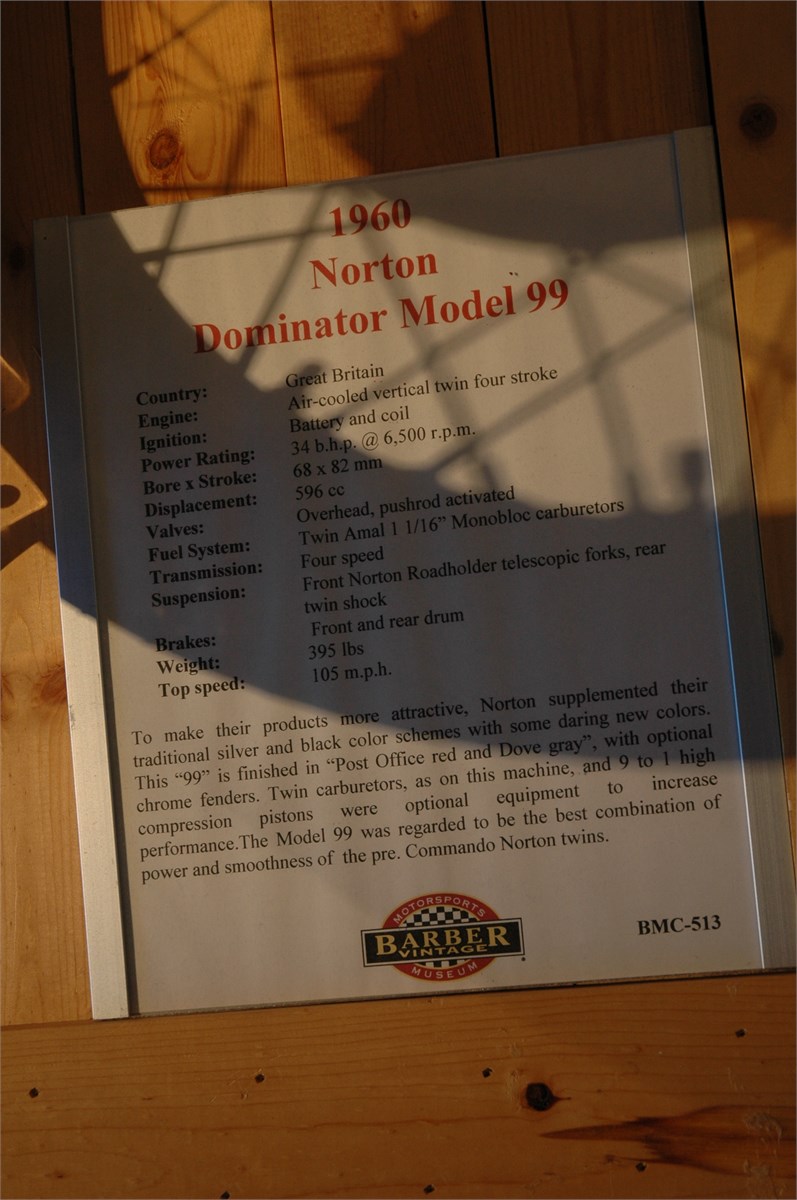 1960
Norton
Dominator Model 99
Country: Great Britain
Engine: Air-cooled vertical twin four stroke
Ignition: Battery and coil
Power Rating: 34 b.h.p. @ 6,500 r.p.m.
Bore x Stroke: 68 x 82 mm
Displacement: 596 cc
Valves: Overhead, pushrod activated
Fuel System: Twin Amal 1 1/16” Monobloc carburetors
Transmission: Four speed
Suspension: Front Norton Roadholder telescopic forks, rear
twin shock
Brakes: Front and rear drum
Weight: 395 lbs
Top speed: 105 m.p.h.
To make their products more attractive, Norton supplemented their
traditional silver and black color schemes with some daring new colors.
This “99” is finished in “Post Office red and Dove gray”, with optional
chrome fenders. Twin carburetors, as on this machine, and 9 to 1 high
compression pistons were optional equipment to increase
performance.The Model 99 was regarded to be the best combination of
power and smoothness of the pre. Commando Norton twins.
MOTORSPORTS
BARBER
VINTAGE
MUSEUM
BMC-513